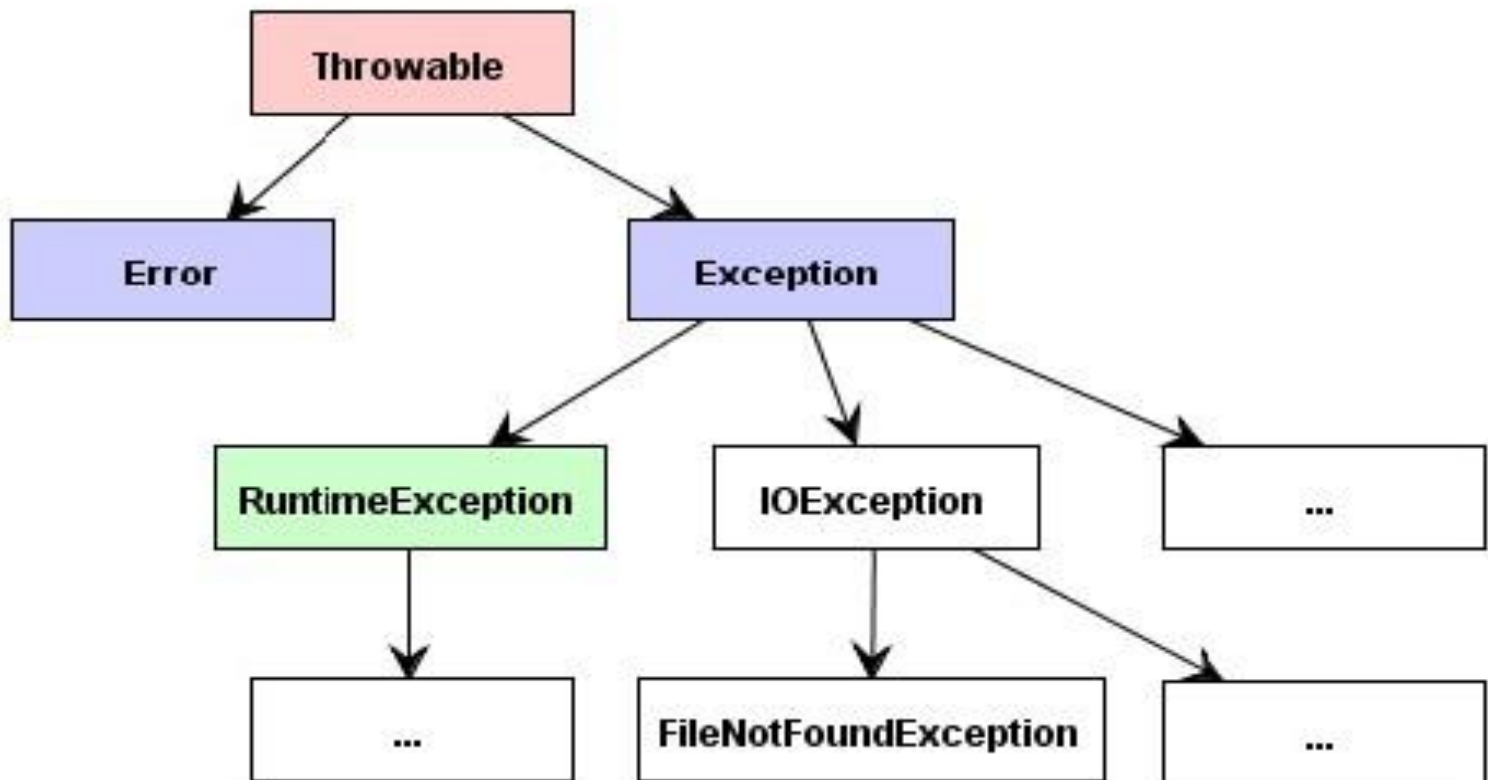 Throwable
Error
Exception
RuntimeException
IOException
...
...
FileNotFoundException
...